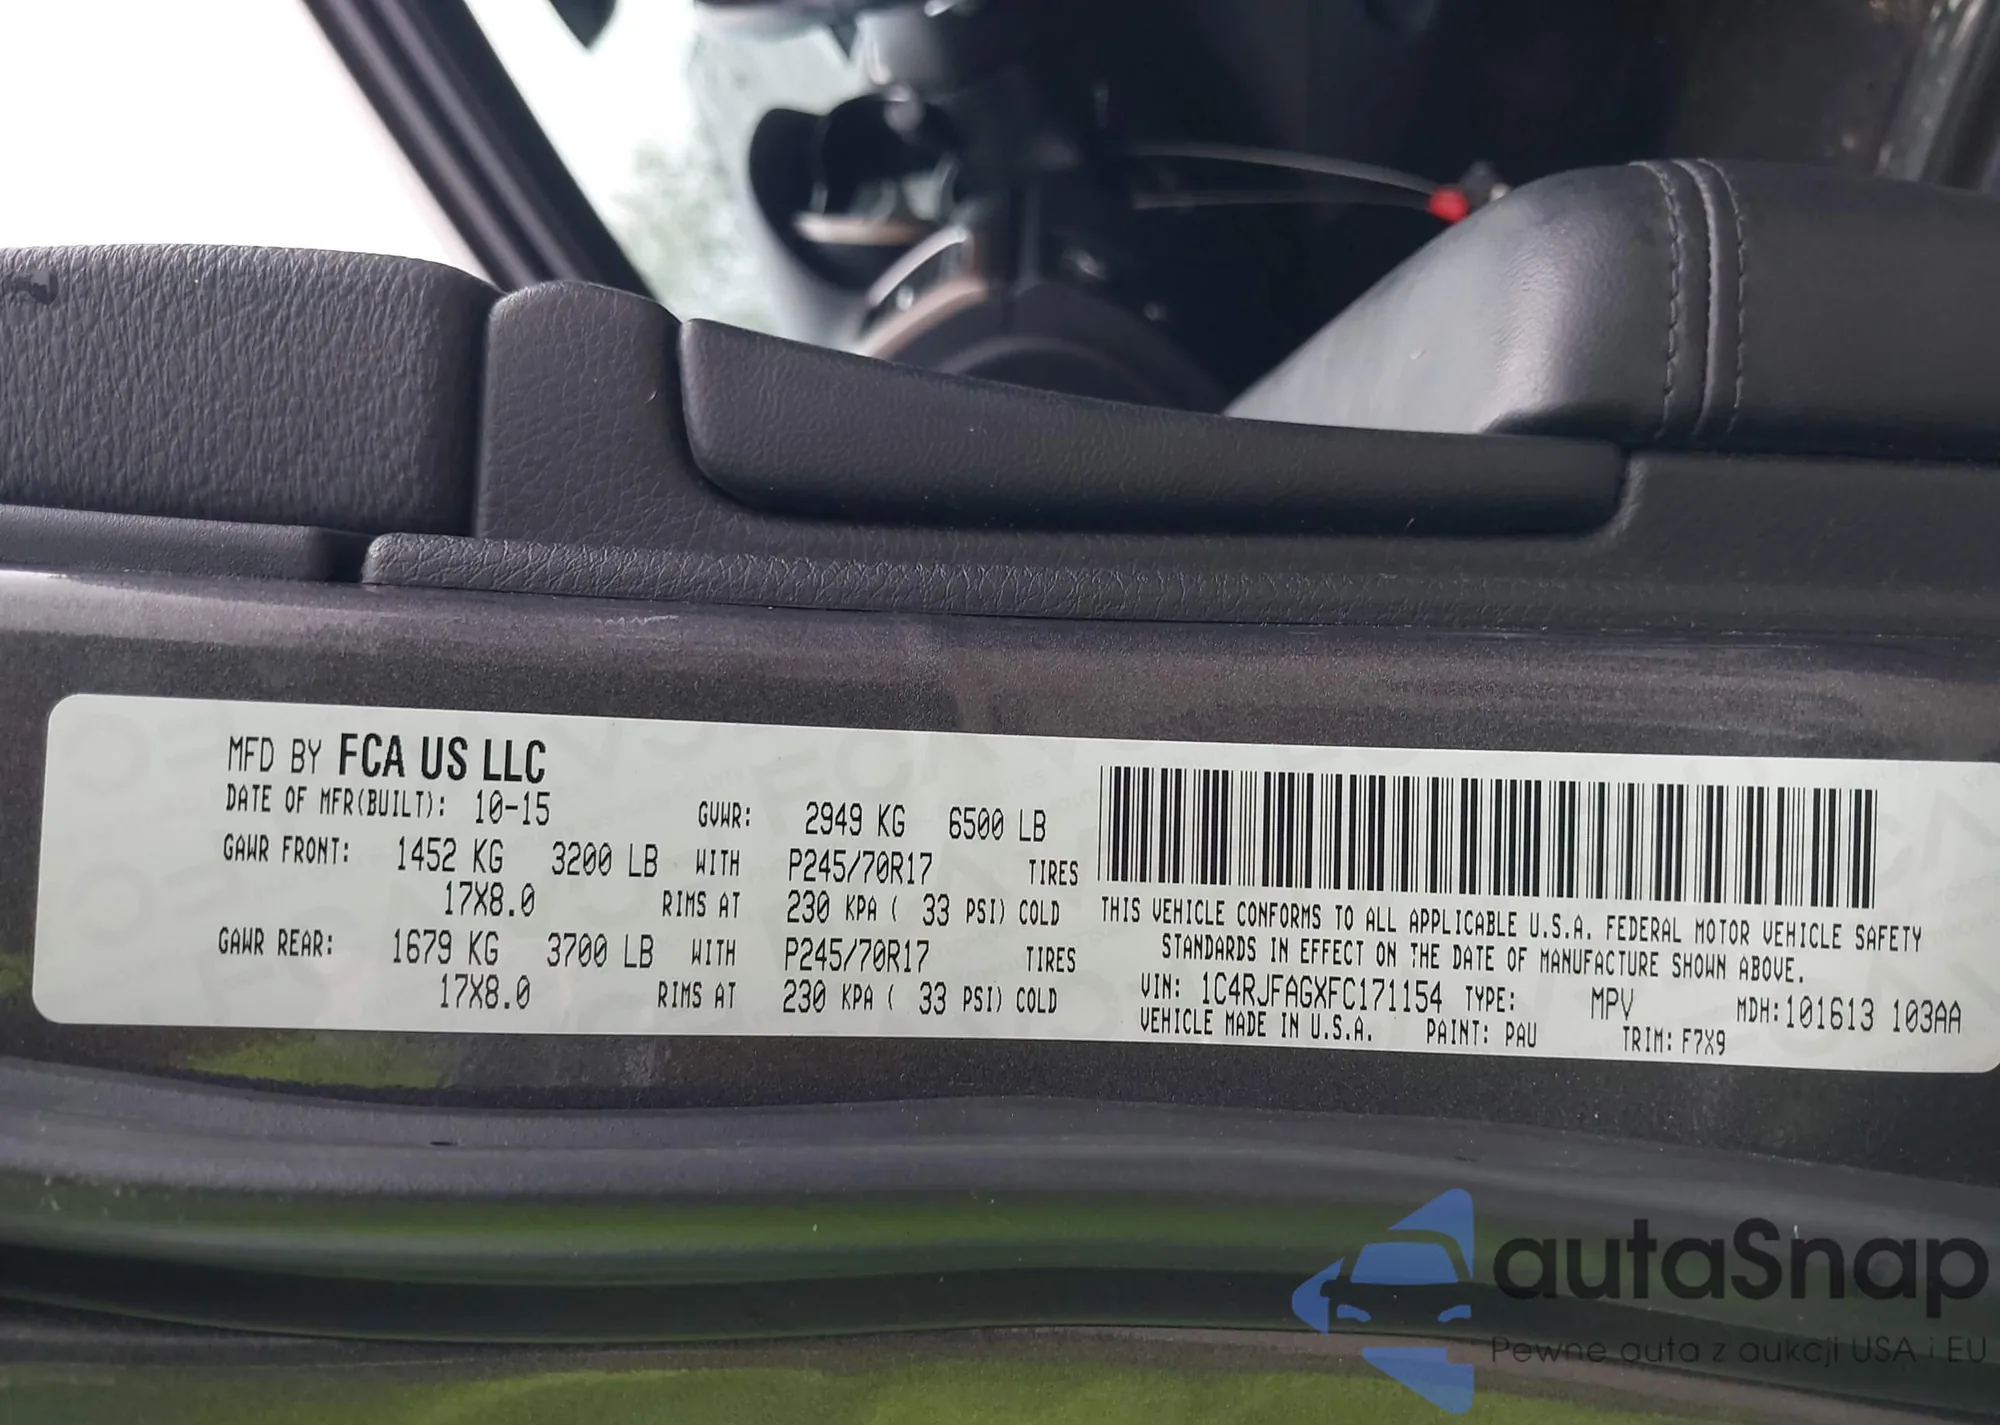 MFD BY FCA US LLC
DATE OF MFR(BUILT): 10-15 GVWR: 2949 KG 6500 LB
GAWR FRONT: 1452 KG 3200 LB WITH P245/70R17 TIRES
17X8.0 RIMS AT 230 KPA ( 33 PSI) COLD
GAWR REAR: 1679 KG 3700 LB WITH P245/70R17 TIRES
17X8.0 RIMS AT 230 KPA ( 33 PSI) COLD
THIS VEHICLE CONFORMS TO ALL APPLICABLE U.S.A. FEDERAL MOTOR VEHICLE SAFETY
STANDARDS IN EFFECT ON THE DATE OF MANUFACTURE SHOWN ABOVE.
VIN: 1C4RJFAGXFC171154 TYPE: MPV MDH:101613 103AA
VEHICLE MADE IN U.S.A. PAINT: PAU TRIM: F7X9
autaSnap
Pewne auta z aukcji USA i EU